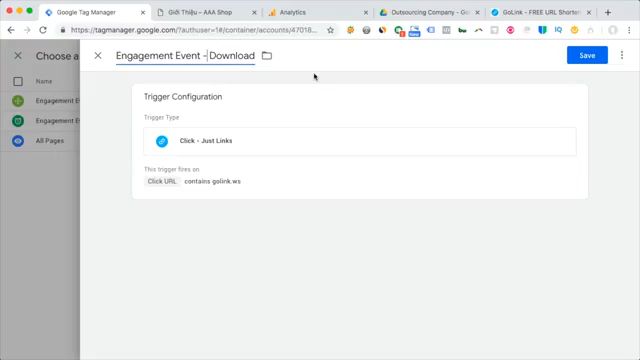 Google Tag Manager
Giới Thiệu – AAA Shop
Analytics
Outsourcing Company – Go
GoLink – FREE URL Shorten
https://tagmanager.google.com/?authuser=1#/container/accounts/47018...
Choose a
Engagement Event - Download
Save
Name
Engagement Eve
Engagement Eve
All Pages
Trigger Configuration
Trigger Type
Click - Just Links
This trigger fires on
Click URL contains golink.ws